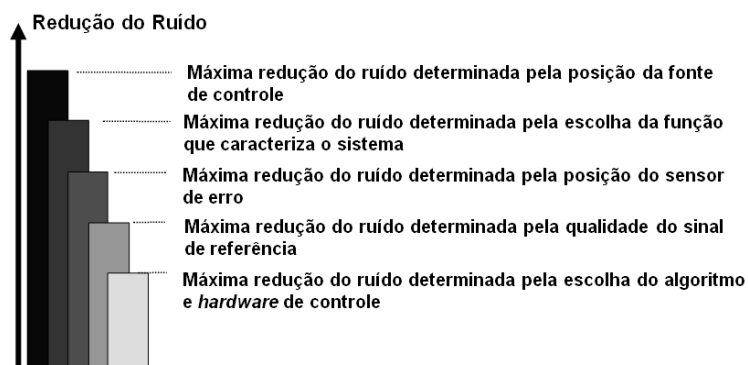 Redução do Ruído
Máxima redução do ruído determinada pela posição da fonte
de controle
Máxima redução do ruído determinada pela escolha da função
que caracteriza o sistema
Máxima redução do ruído determinada pela posição do sensor
de erro
Máxima redução do ruído determinada pela qualidade do sinal
de referência
Máxima redução do ruído determinada pela escolha do algoritmo
e hardware de controle